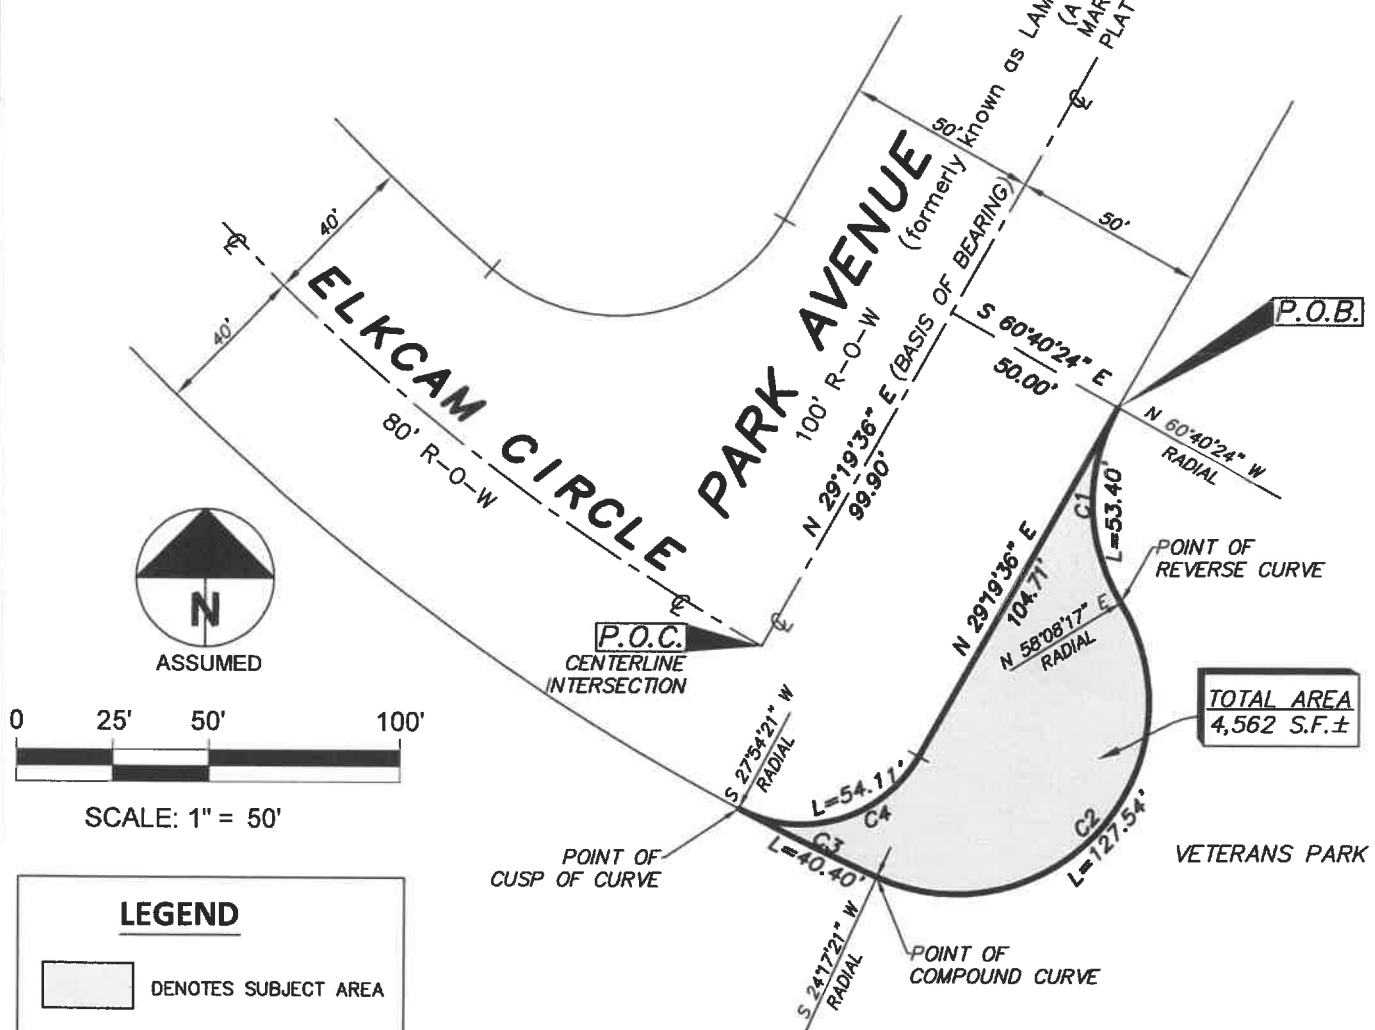 (formerly known as LAM
(A
MAR
PLAT
50'
50'
40'
40'
PARK AVENUE
100' R-O-W
ELKCAM CIRCLE
80' R-O-W
N 29°19'36" E (BASIS OF BEARING)
99.90'
S 60°40'24" E
50.00'
P.O.B.
N 60°40'24" W
RADIAL
C1
L=53.40'
POINT OF
REVERSE CURVE
N 29°19'36" E
104.71'
N 58°08'17" E
RADIAL
N
ASSUMED
P.O.C.
CENTERLINE
INTERSECTION
0 25' 50' 100'
SCALE: 1" = 50'
S 27°54'21" W
RADIAL
TOTAL AREA
4,562 S.F.±
L=54.11'
C4
C3
L=40.40'
C2
L=127.54'
VETERANS PARK
POINT OF
CUSP OF CURVE
POINT OF
COMPOUND CURVE
S 24°17'21" W
RADIAL
LEGEND
DENOTES SUBJECT AREA